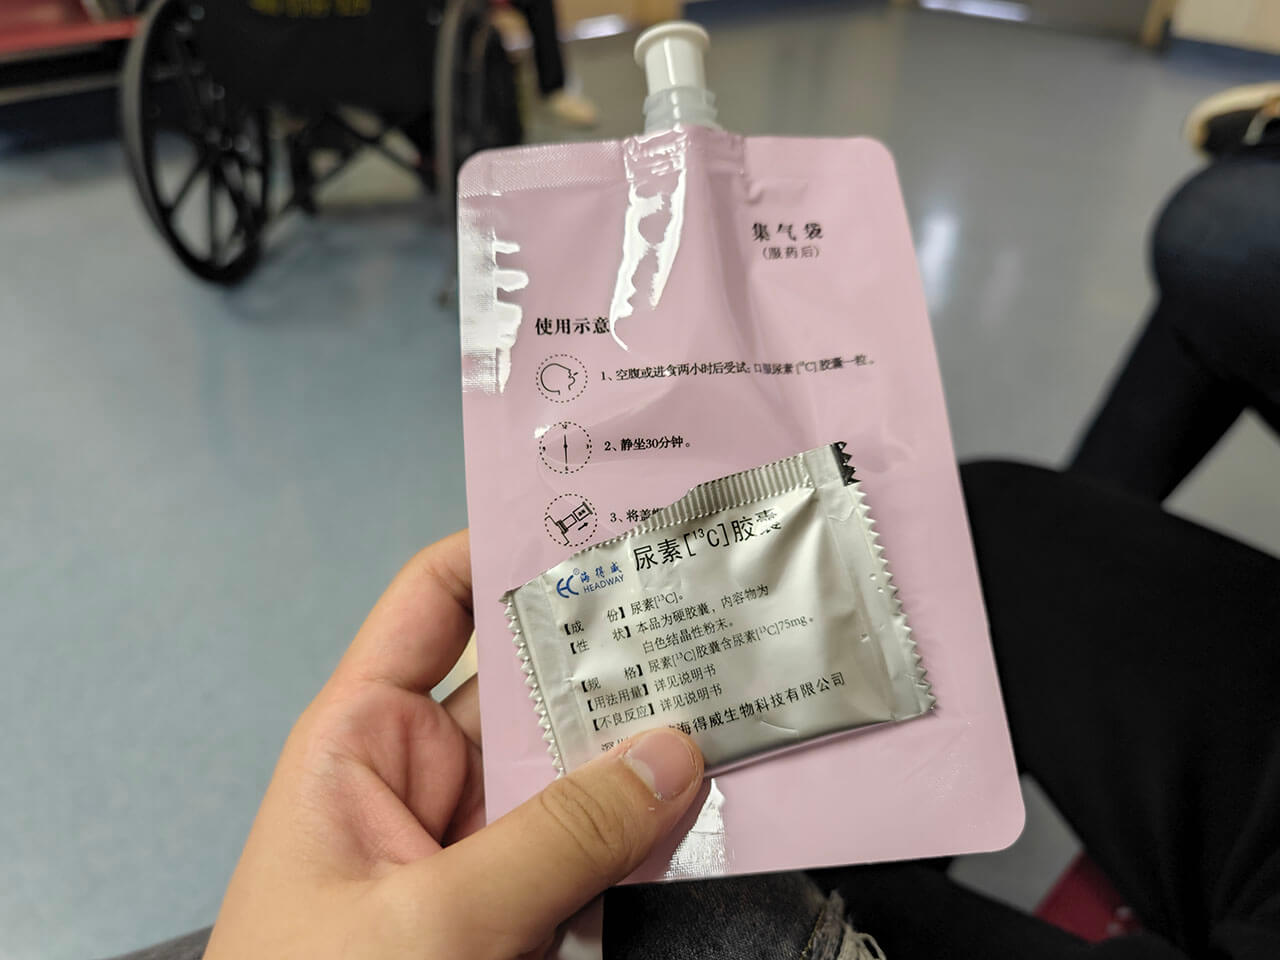 集气袋
(服药后)
使用示意
1、空腹或进食两小时后受试：口服尿素[¹³C]胶囊一粒。
2、静坐30分钟。
3、将盖
尿素[¹³C]胶囊
海得威
HEADWAY
【成 份】尿素[¹³C]。
【性 状】本品为硬胶囊，内容物为
白色结晶性粉末。
【规 格】尿素[¹³C]胶囊含尿素[¹³C]75mg。
【用法用量】详见说明书
【不良反应】详见说明书
海得威生物科技有限公司